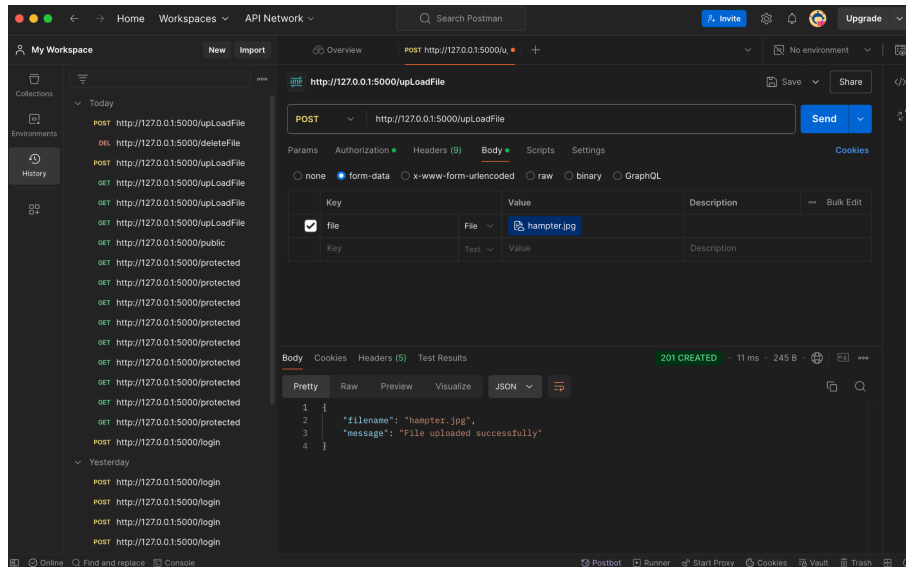 Home Workspaces API Network Search Postman Invite Upgrade
My Workspace New Import Overview POST http://127.0.0.1:5000/u, No environment
Collections
Environments
History
Today
POST http://127.0.0.1:5000/upLoadFile
DEL http://127.0.0.1:5000/deleteFile
POST http://127.0.0.1:5000/upLoadFile
GET http://127.0.0.1:5000/upLoadFile
GET http://127.0.0.1:5000/upLoadFile
GET http://127.0.0.1:5000/upLoadFile
GET http://127.0.0.1:5000/public
GET http://127.0.0.1:5000/protected
GET http://127.0.0.1:5000/protected
GET http://127.0.0.1:5000/protected
GET http://127.0.0.1:5000/protected
GET http://127.0.0.1:5000/protected
GET http://127.0.0.1:5000/protected
GET http://127.0.0.1:5000/protected
GET http://127.0.0.1:5000/protected
POST http://127.0.0.1:5000/login
Yesterday
POST http://127.0.0.1:5000/login
POST http://127.0.0.1:5000/login
POST http://127.0.0.1:5000/login
POST http://127.0.0.1:5000/login
HTTP http://127.0.0.1:5000/upLoadFile Save Share
POST http://127.0.0.1:5000/upLoadFile Send
Params Authorization Headers (9) Body Scripts Settings Cookies
none form-data x-www-form-urlencoded raw binary GraphQL
Key Value Description Bulk Edit
file File hampter.jpg
Key Text Value Description
Body Cookies Headers (5) Test Results 201 CREATED 11 ms 245 B
Pretty Raw Preview Visualize JSON
1 {
2 "filename": "hampter.jpg",
3 "message": "File uploaded successfully"
4 }
Online Find and replace Console Postbot Runner Start Proxy Cookies Vault Trash